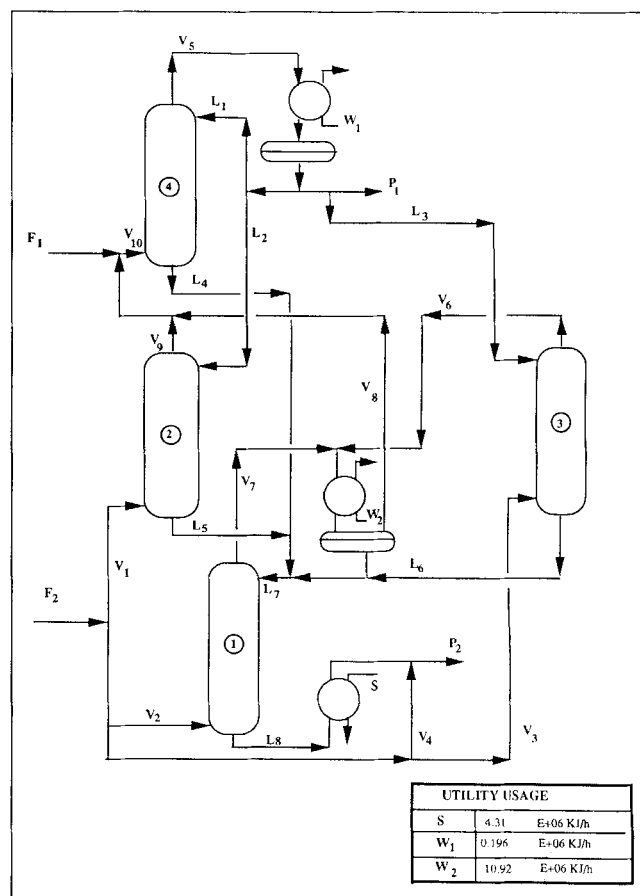 V5
L1
W1
4
P1
L2
L3
F1
V10
L4
V6
V9
V8
3
2
V7
W2
L5
V1
L6
F2
L7
1
P2
S
V2
L8
V4
V3
UTILITY USAGE
S 4.31 E+06 KJ/h
W1 0.196 E+06 KJ/h
W2 10.92 E+06 KJ/h